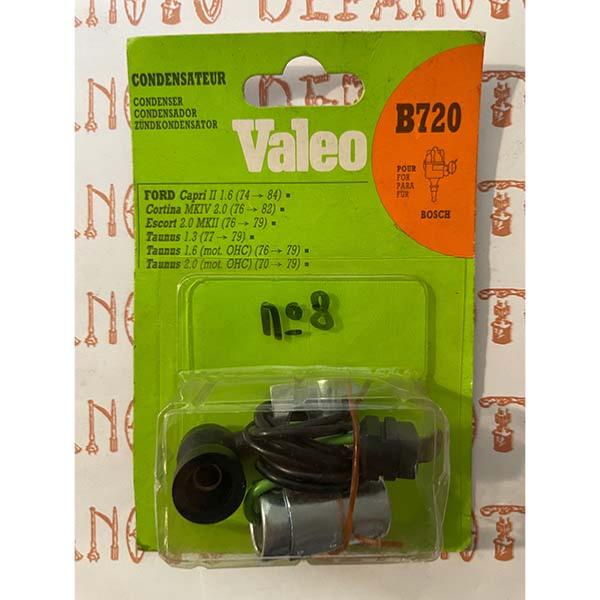 CONDENSATEUR
CONDENSER
CONDENSADOR
ZÜNDKONDENSATOR
Valeo
B720
POUR
FOR
PARA
FÜR
BOSCH
FORD Capri II 1.6 (74 → 84) ■
Cortina MKIV 2.0 (76 → 82) ■
Escort 2.0 MKII (76 → 79) ■
Taunus 1.3 (77 → 79) ■
Taunus 1.6 (mot. OHC) (76 → 79) ■
Taunus 2.0 (mot. OHC) (70 → 79) ■
nº8